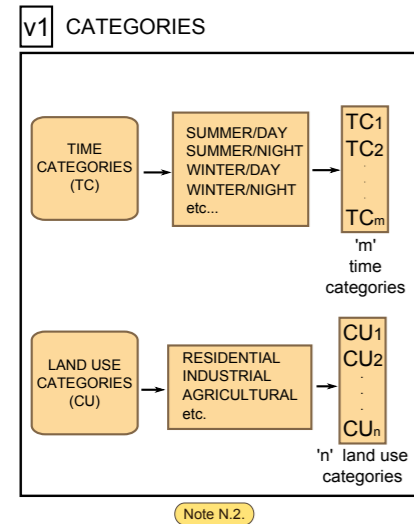 v1 CATEGORIES
TIME
CATEGORIES
(TC)
SUMMER/DAY
SUMMER/NIGHT
WINTER/DAY
WINTER/NIGHT
etc...
TC1
TC2
.
.
.
TCm
'm'
time
categories
LAND USE
CATEGORIES
(CU)
RESIDENTIAL
INDUSTRIAL
AGRICULTURAL
etc.
CU1
CU2
.
.
.
CUn
'n' land use
categories
Note N.2.